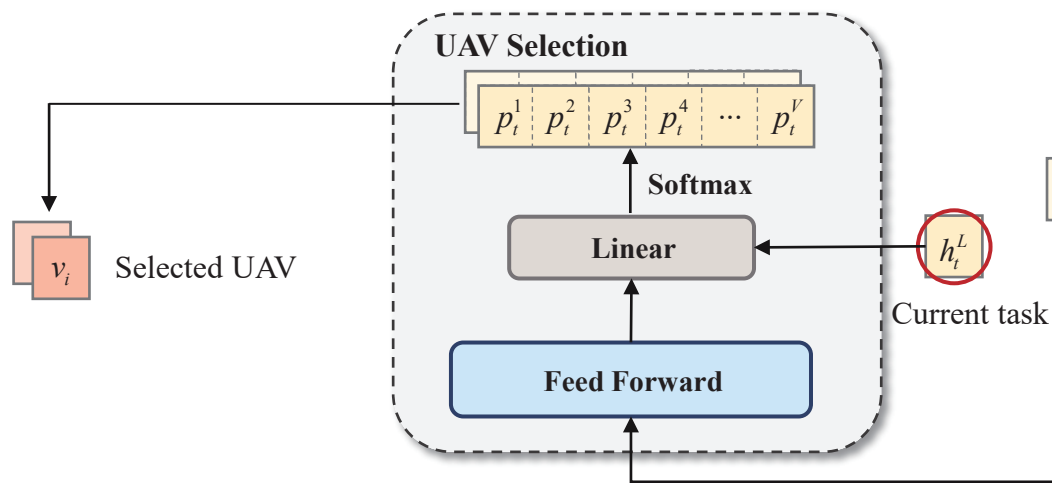 UAV Selection
p_t^1 p_t^2 p_t^3 p_t^4 ... p_t^V
Softmax
Linear
h_t^L
v_i
Selected UAV
Current task
Feed Forward